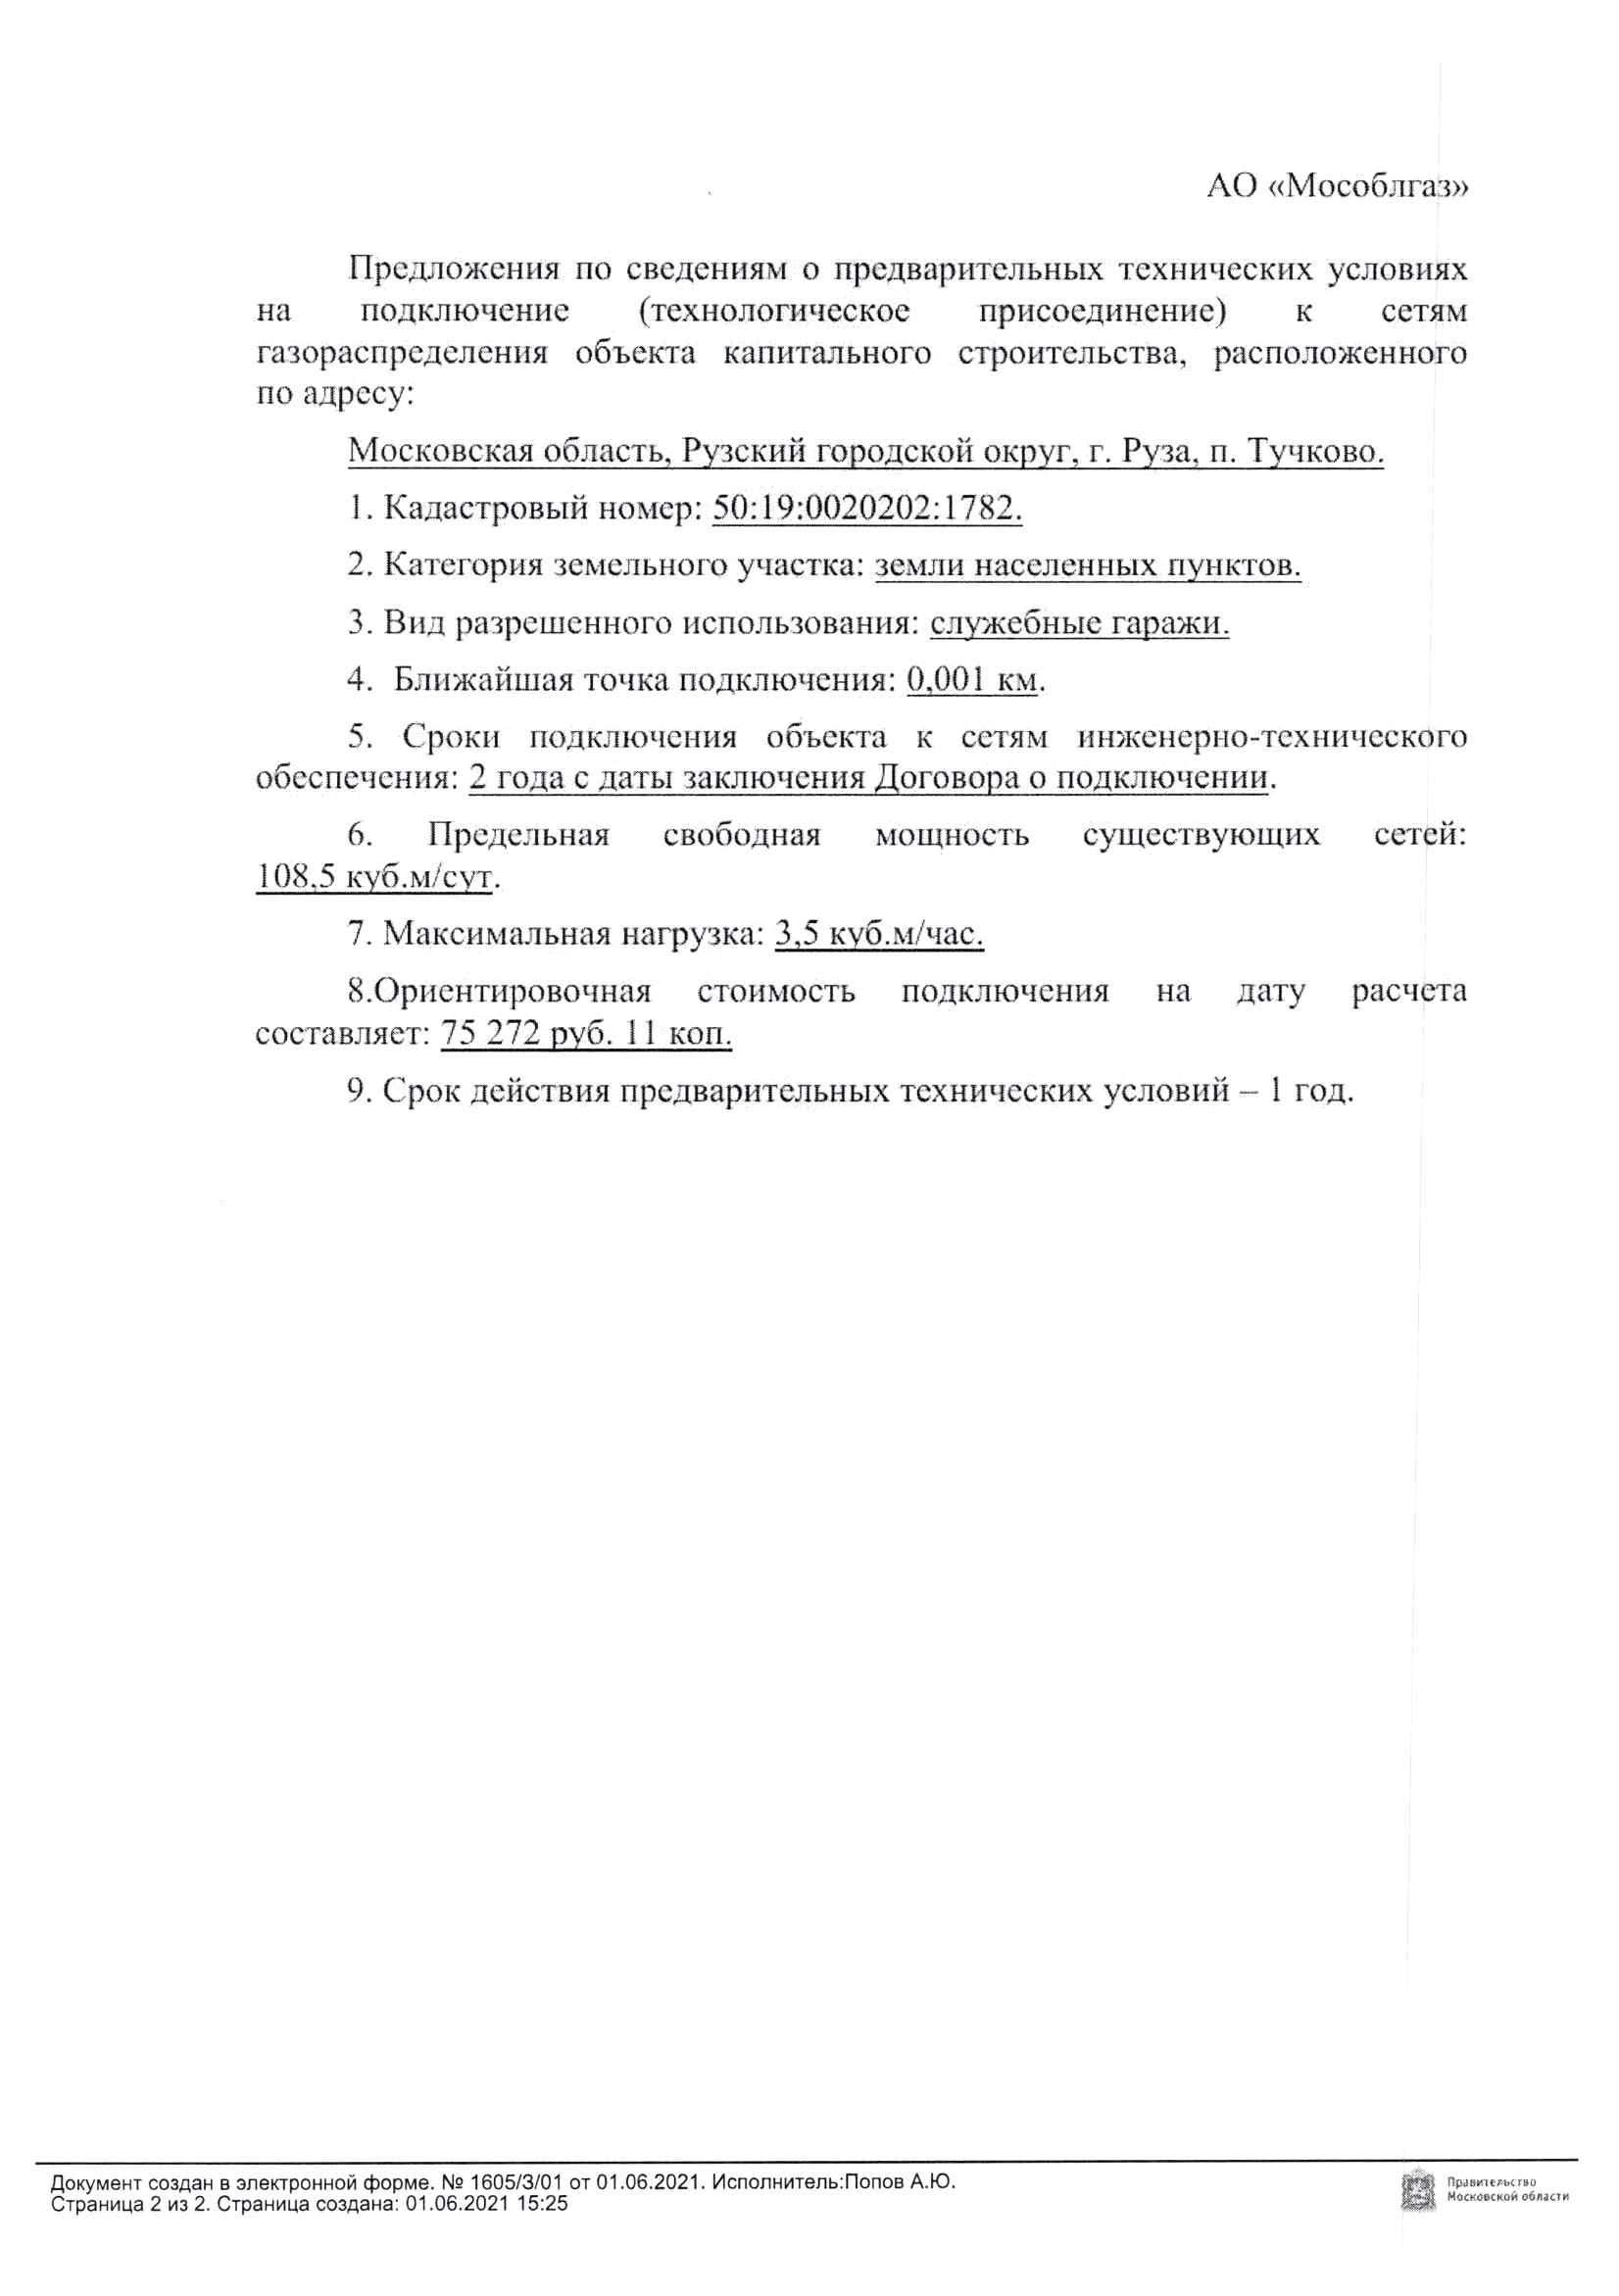 АО «Мособлгаз»
Предложения по сведениям о предварительных технических условиях
на подключение (технологическое присоединение) к сетям
газораспределения объекта капитального строительства, расположенного
по адресу:
Московская область, Рузский городской округ, г. Руза, п. Тучково.
1. Кадастровый номер: 50:19:0020202:1782.
2. Категория земельного участка: земли населенных пунктов.
3. Вид разрешенного использования: служебные гаражи.
4. Ближайшая точка подключения: 0,001 км.
5. Сроки подключения объекта к сетям инженерно-технического
обеспечения: 2 года с даты заключения Договора о подключении.
6. Предельная свободная мощность существующих сетей:
108,5 куб.м/сут.
7. Максимальная нагрузка: 3,5 куб.м/час.
8.Ориентировочная стоимость подключения на дату расчета
составляет: 75 272 руб. 11 коп.
9. Срок действия предварительных технических условий – 1 год.
Документ создан в электронной форме. № 1605/3/01 от 01.06.2021. Исполнитель:Попов А.Ю.
Страница 2 из 2. Страница создана: 01.06.2021 15:25
Правительство
Московской области